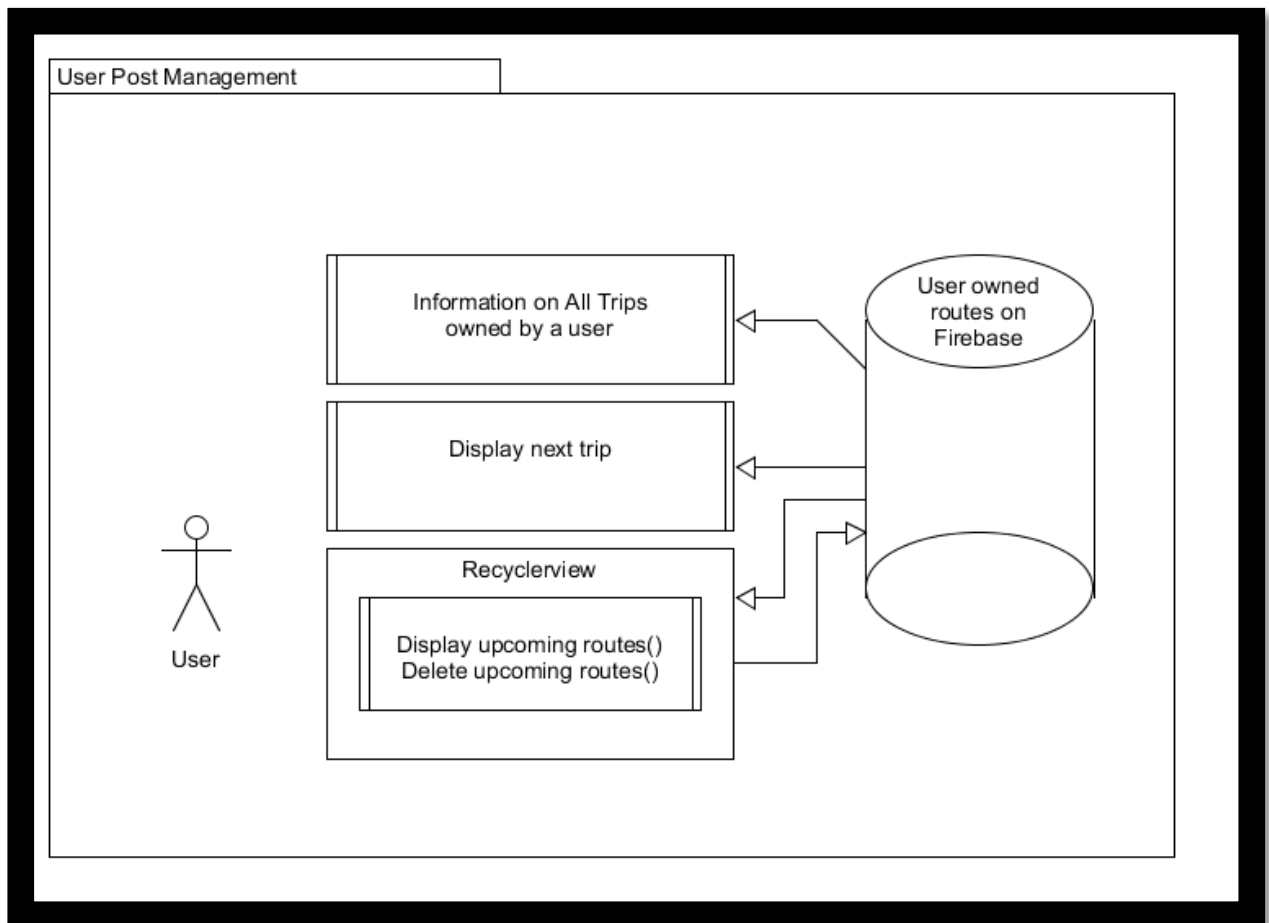 User Post Management
Information on All Trips
owned by a user
User owned
routes on
Firebase
Display next trip
Recyclerview
Display upcoming routes()
Delete upcoming routes()
User